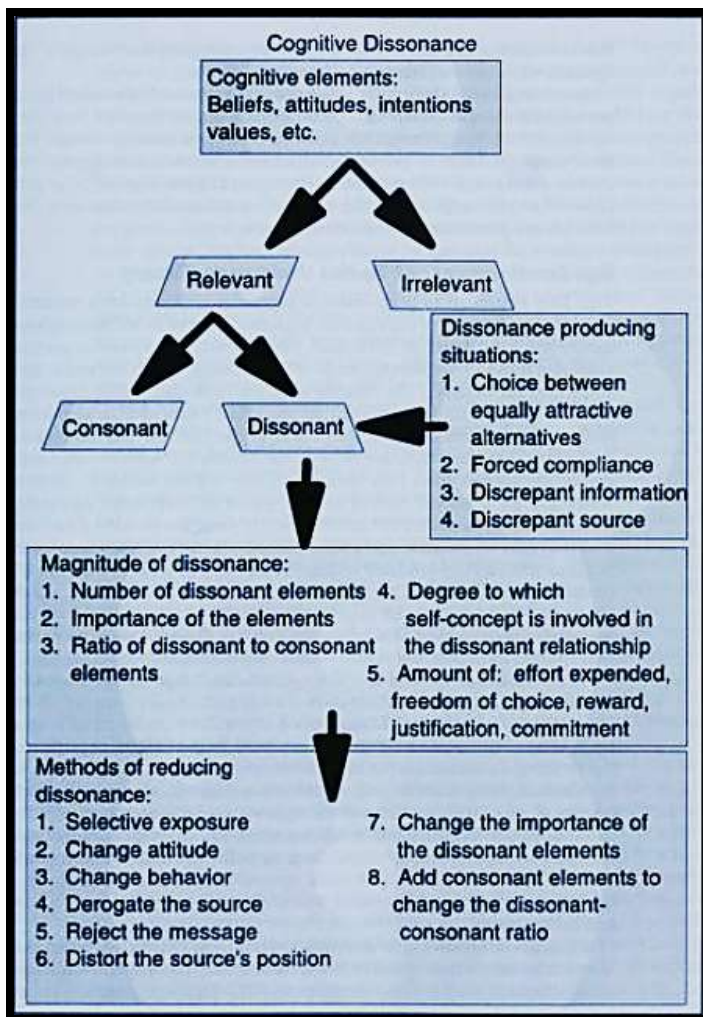 Cognitive Dissonance
Cognitive elements:
Beliefs, attitudes, intentions
values, etc.
Relevant
Irrelevant
Dissonance producing
situations:
1. Choice between
equally attractive
alternatives
2. Forced compliance
3. Discrepant information
4. Discrepant source
Consonant
Dissonant
Magnitude of dissonance:
1. Number of dissonant elements
2. Importance of the elements
3. Ratio of dissonant to consonant
elements
4. Degree to which
self-concept is involved in
the dissonant relationship
5. Amount of: effort expended,
freedom of choice, reward,
justification, commitment
Methods of reducing
dissonance:
1. Selective exposure
2. Change attitude
3. Change behavior
4. Derogate the source
5. Reject the message
6. Distort the source's position
7. Change the importance of
the dissonant elements
8. Add consonant elements to
change the dissonant-
consonant ratio